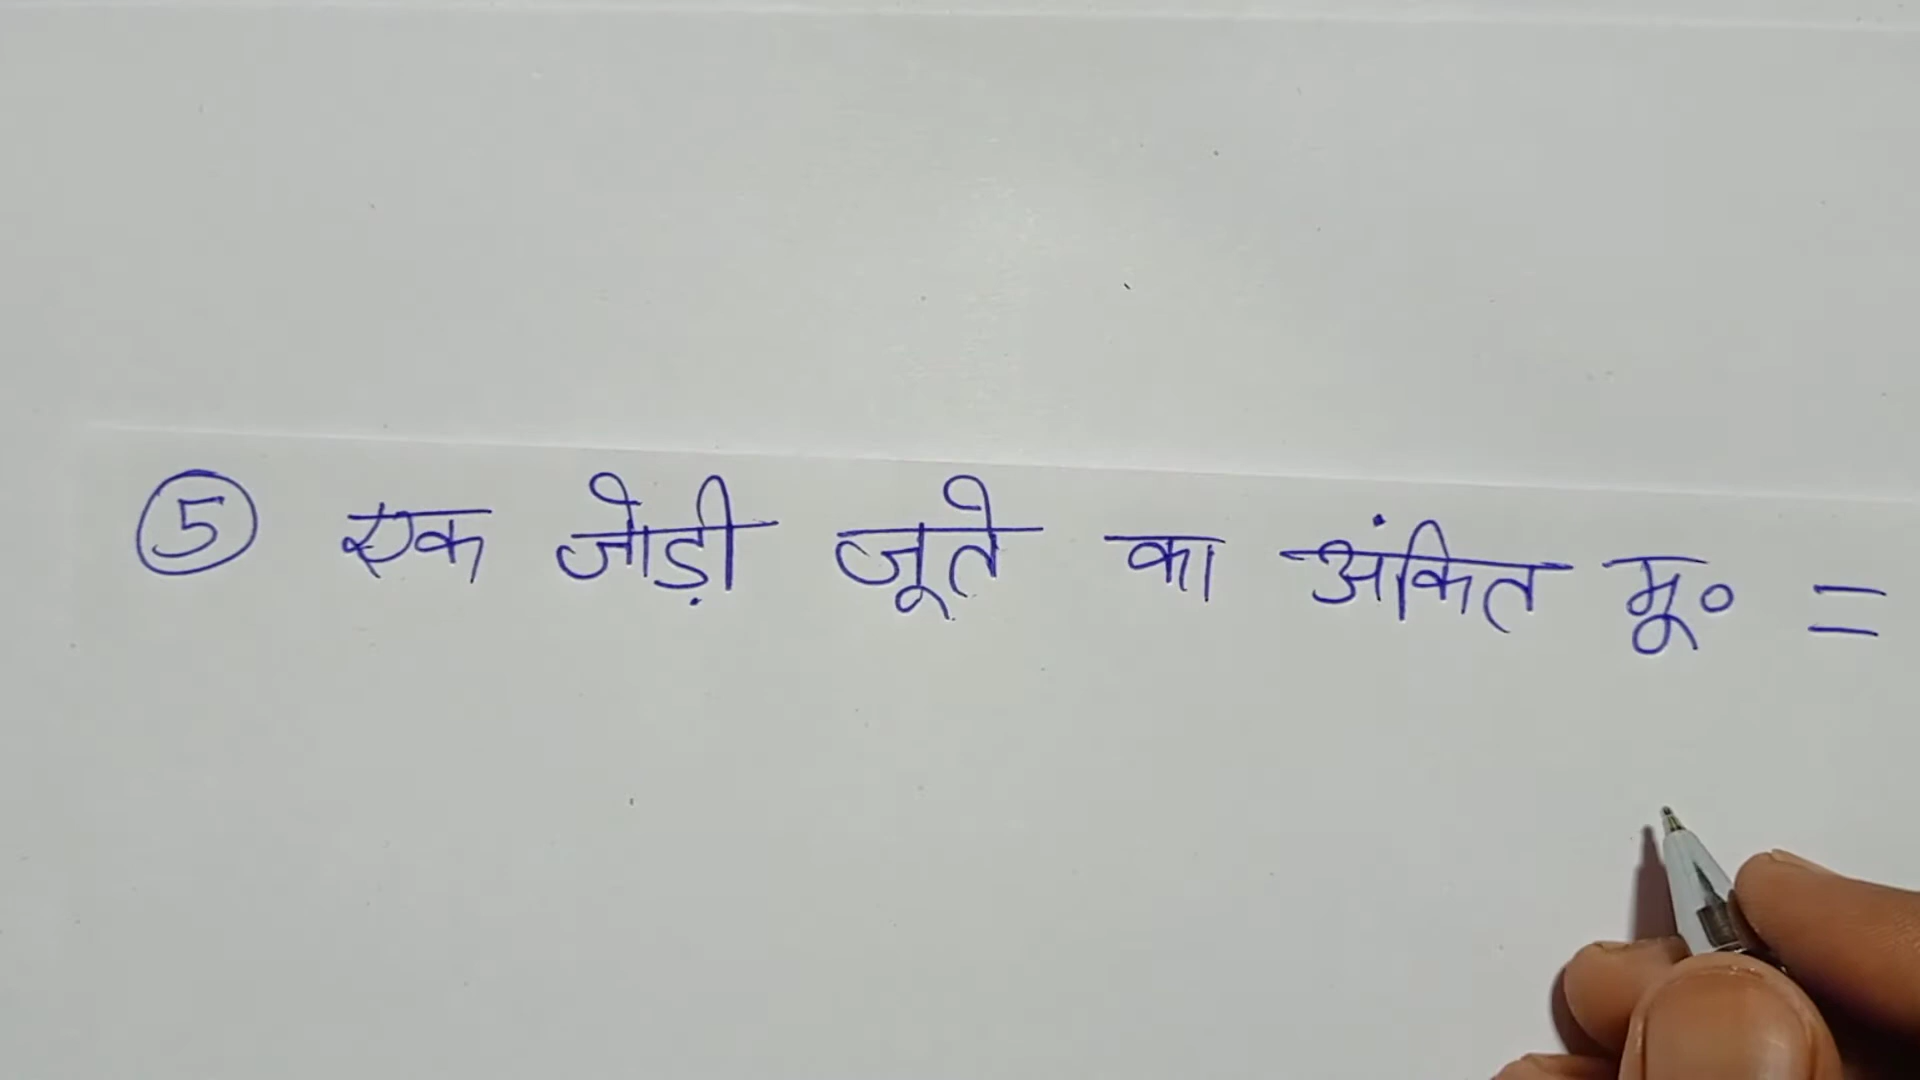 ⑤ एक जोड़ी जूते का अंकित मू० =